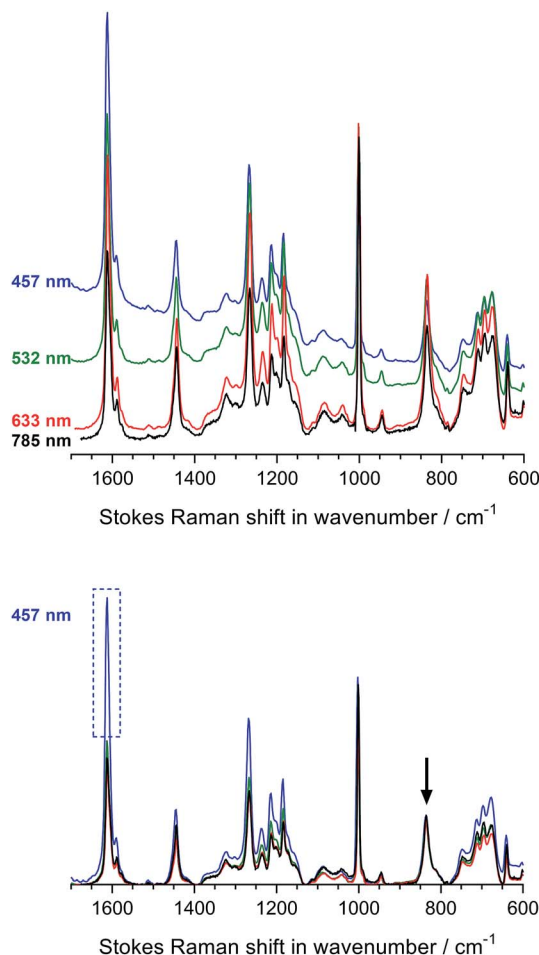 457 nm
532 nm
633 nm
785 nm
1600 1400 1200 1000 800 600
Stokes Raman shift in wavenumber / cm⁻¹
457 nm
1600 1400 1200 1000 800 600
Stokes Raman shift in wavenumber / cm⁻¹